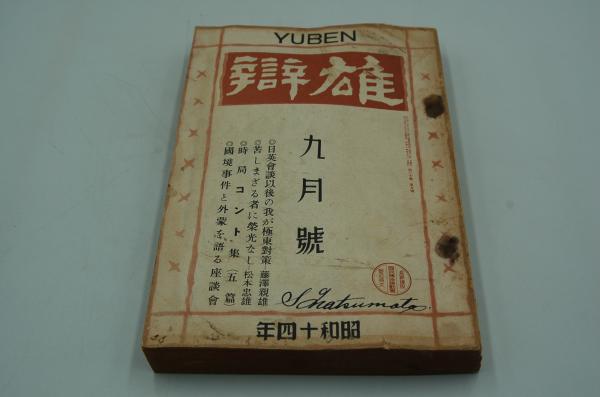 YUBEN
雄辯
九月號
◎日英會談以後の我が極東對策 藤澤親雄
◎苦しまざる者に榮光なし 松本忠雄
◎時局コント集(五篇)
◎國境事件と外蒙を語る座談會
S. Matsumoto
昭和十四年